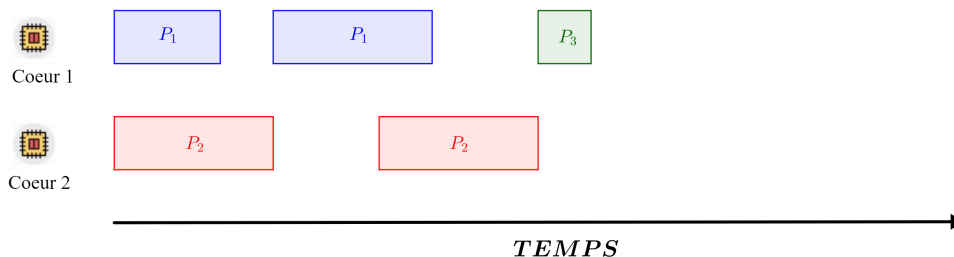 P₁ P₁ P₃
Coeur 1
P₂ P₂
Coeur 2
TEMPS